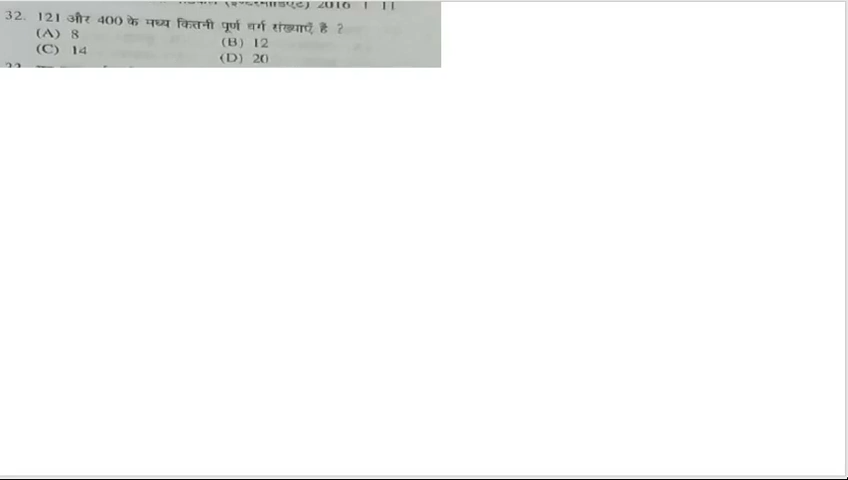 2016 | 11
32. 121 और 400 के मध्य कितनी पूर्ण वर्ग संख्याएँ है ?
(A) 8 (B) 12
(C) 14 (D) 20